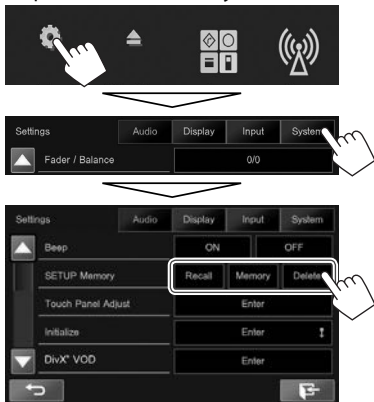 Settings Audio Display Input System
Fader / Balance 0/0
Settings Audio Display Input System
Beep ON OFF
SETUP Memory Recall Memory Delete
Touch Panel Adjust Enter
Initialize Enter
DivX® VOD Enter